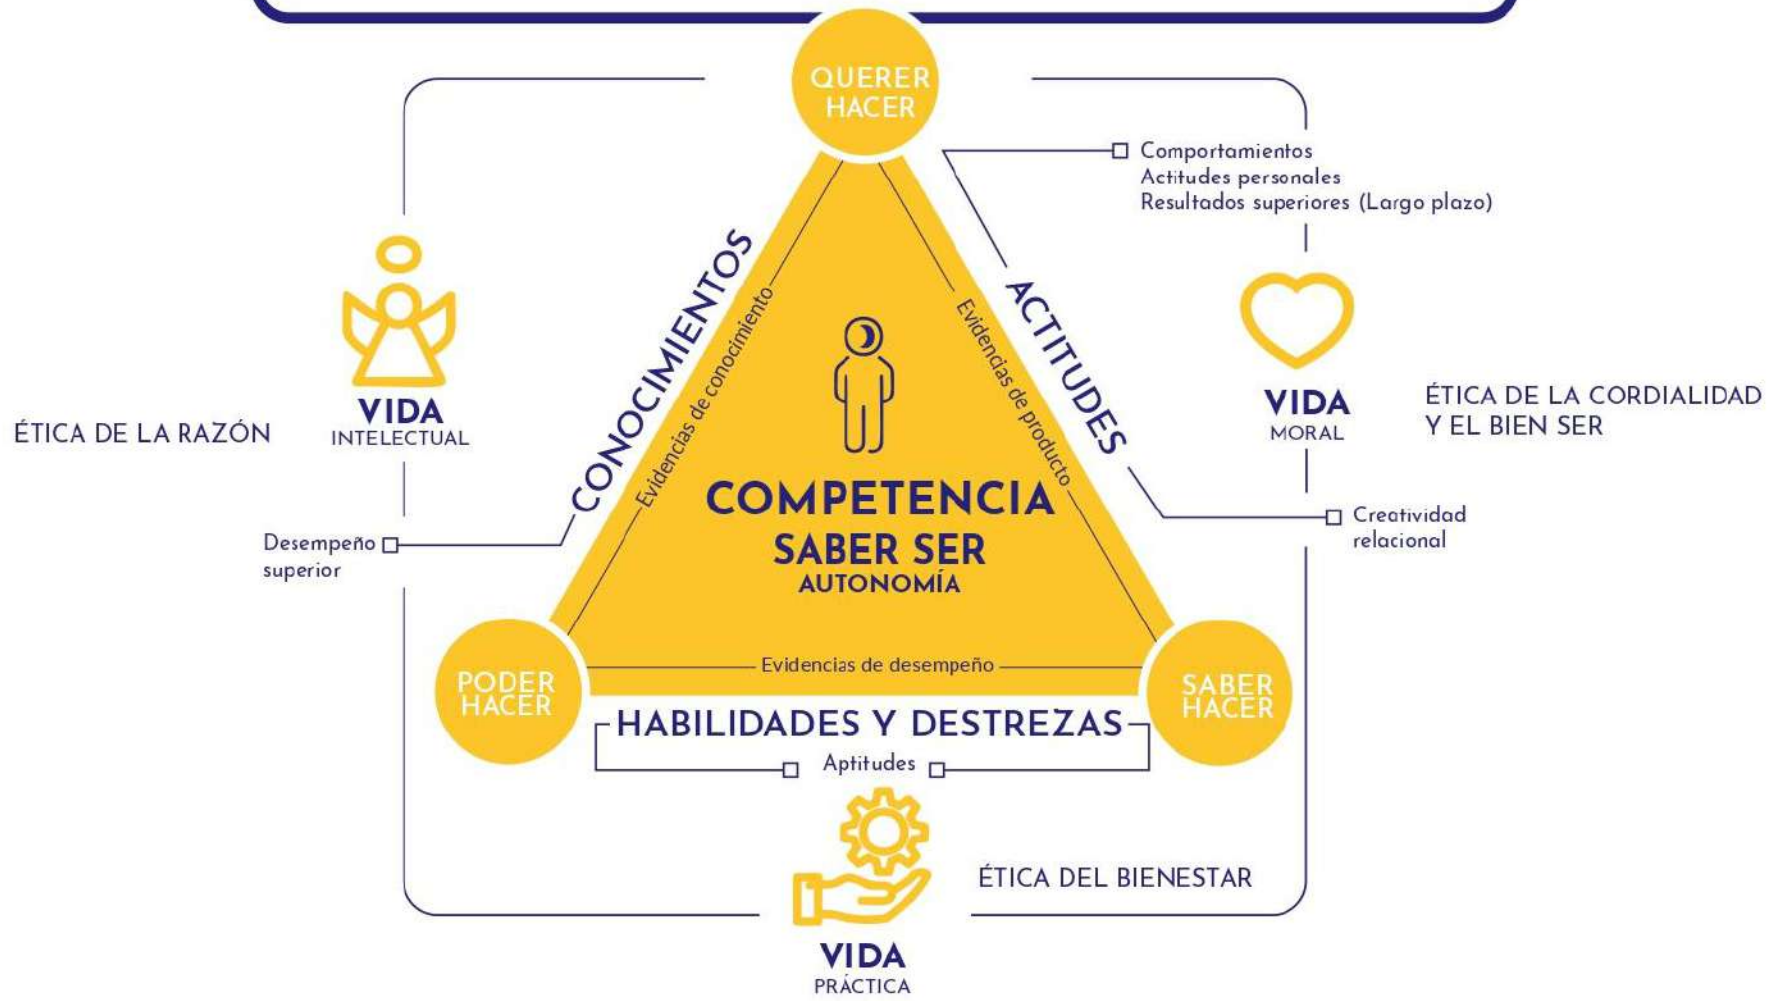 QUERER
HACER
Comportamientos
Actitudes personales
Resultados superiores (Largo plazo)
CONOCIMIENTOS
Evidencias de conocimiento
Evidencias de producto
ACTITUDES
VIDA
INTELECTUAL
ÉTICA DE LA RAZÓN
VIDA
MORAL
ÉTICA DE LA CORDIALIDAD
Y EL BIEN SER
COMPETENCIA
SABER SER
AUTONOMÍA
Desempeño
superior
Creatividad
relacional
Evidencias de desempeño
PODER
HACER
SABER
HACER
HABILIDADES Y DESTREZAS
Aptitudes
ÉTICA DEL BIENESTAR
VIDA
PRÁCTICA